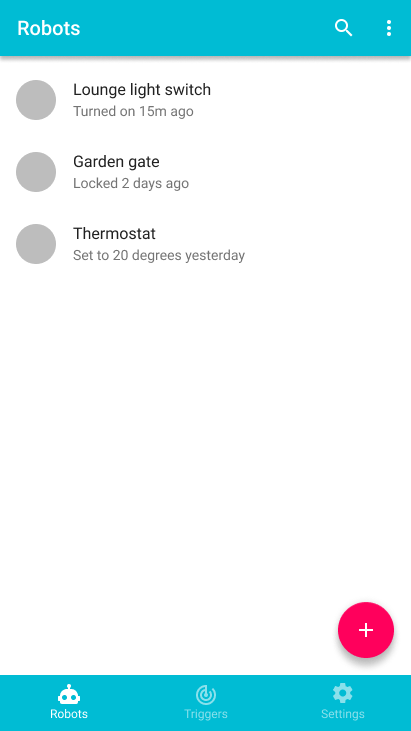 Robots
Lounge light switch
Turned on 15m ago
Garden gate
Locked 2 days ago
Thermostat
Set to 20 degrees yesterday
Robots
Triggers
Settings